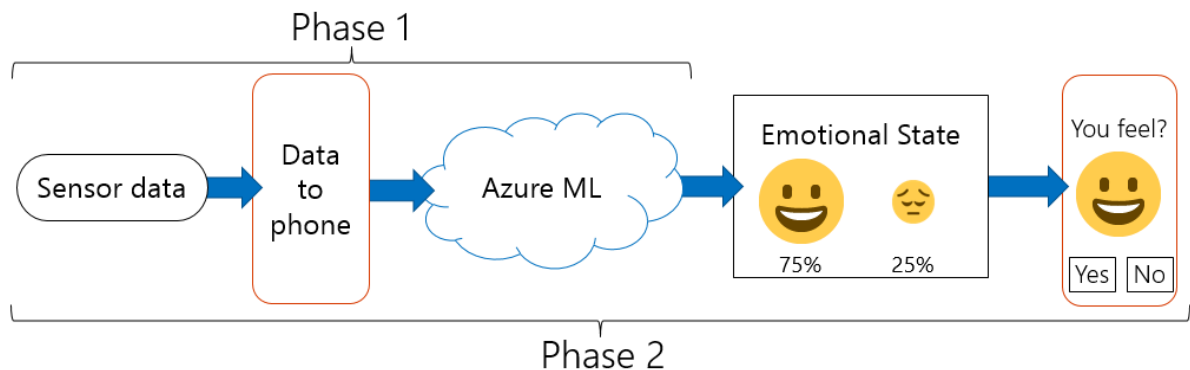 Phase 1
Sensor data
Data
to
phone
Azure ML
Emotional State
75% 25%
You feel?
Yes No
Phase 2